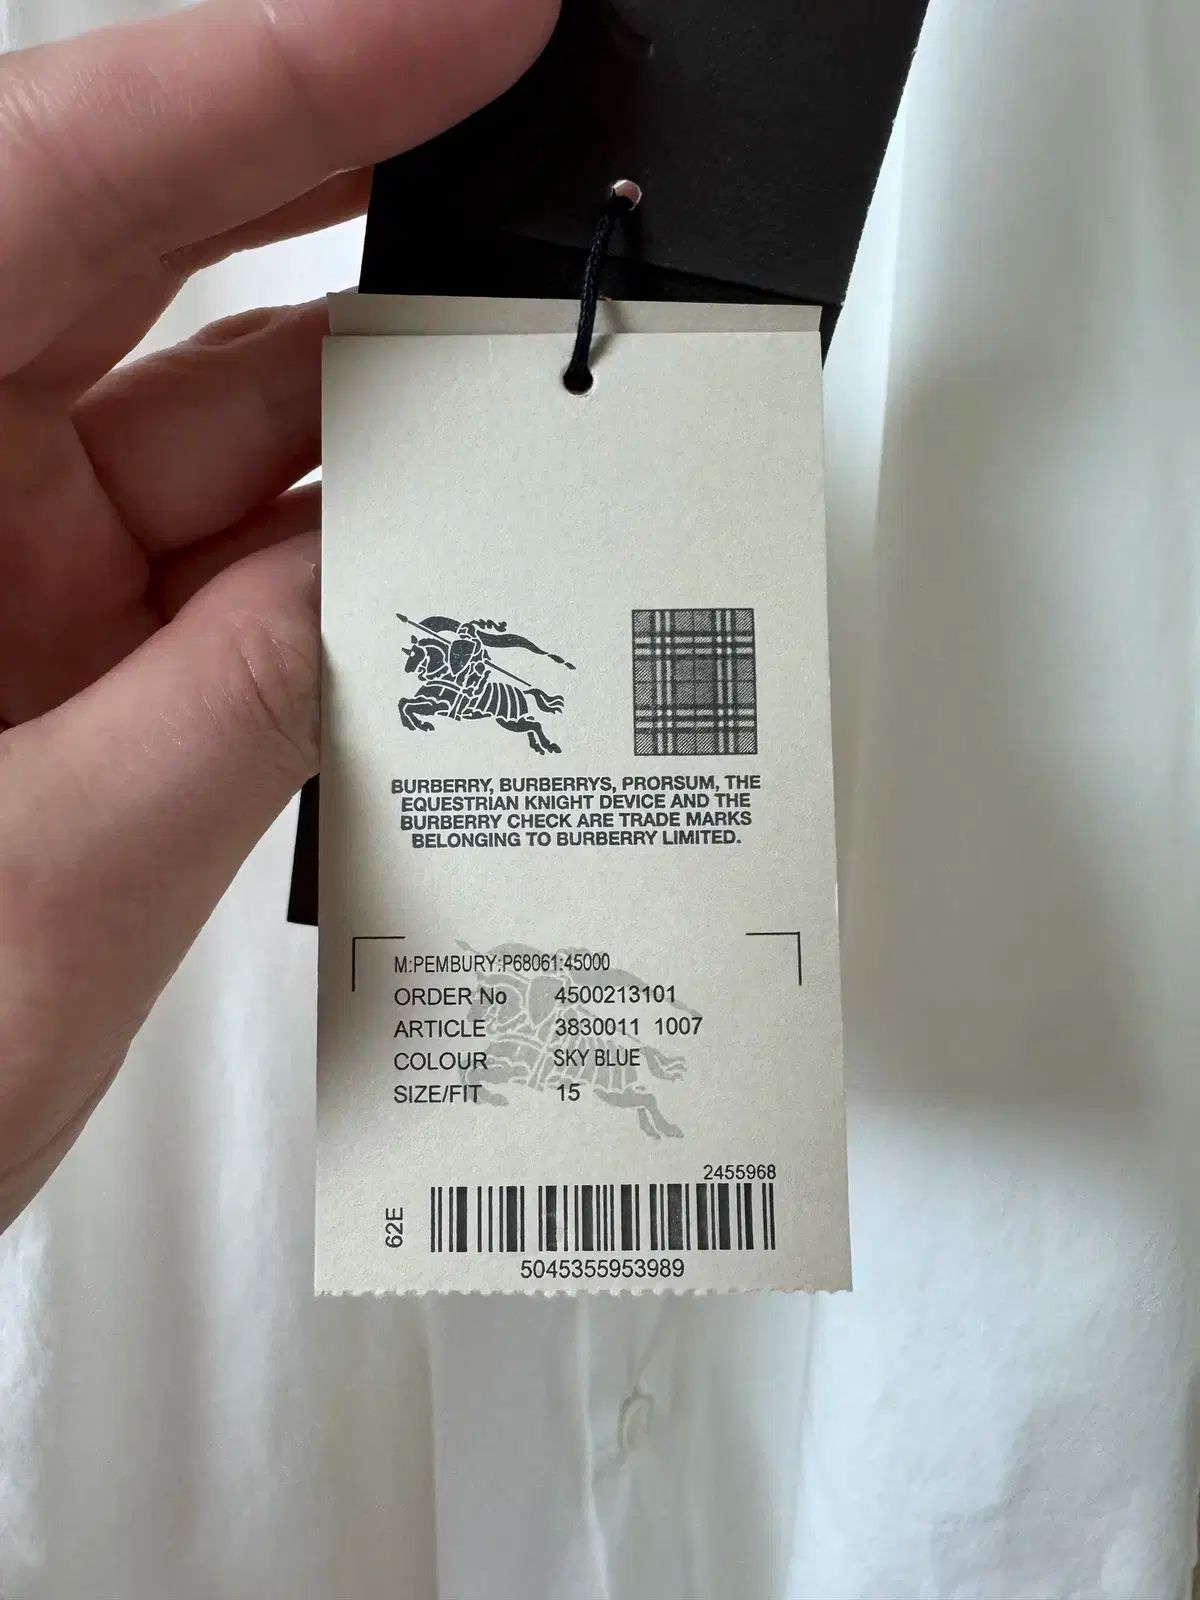 BURBERRY, BURBERRYS, PRORSUM, THE
EQUESTRIAN KNIGHT DEVICE AND THE
BURBERRY CHECK ARE TRADE MARKS
BELONGING TO BURBERRY LIMITED.
M:PEMBURY:P68061:45000
ORDER No 4500213101
ARTICLE 3830011 1007
COLOUR SKY BLUE
SIZE/FIT 15
2455968
62E
5045355953989